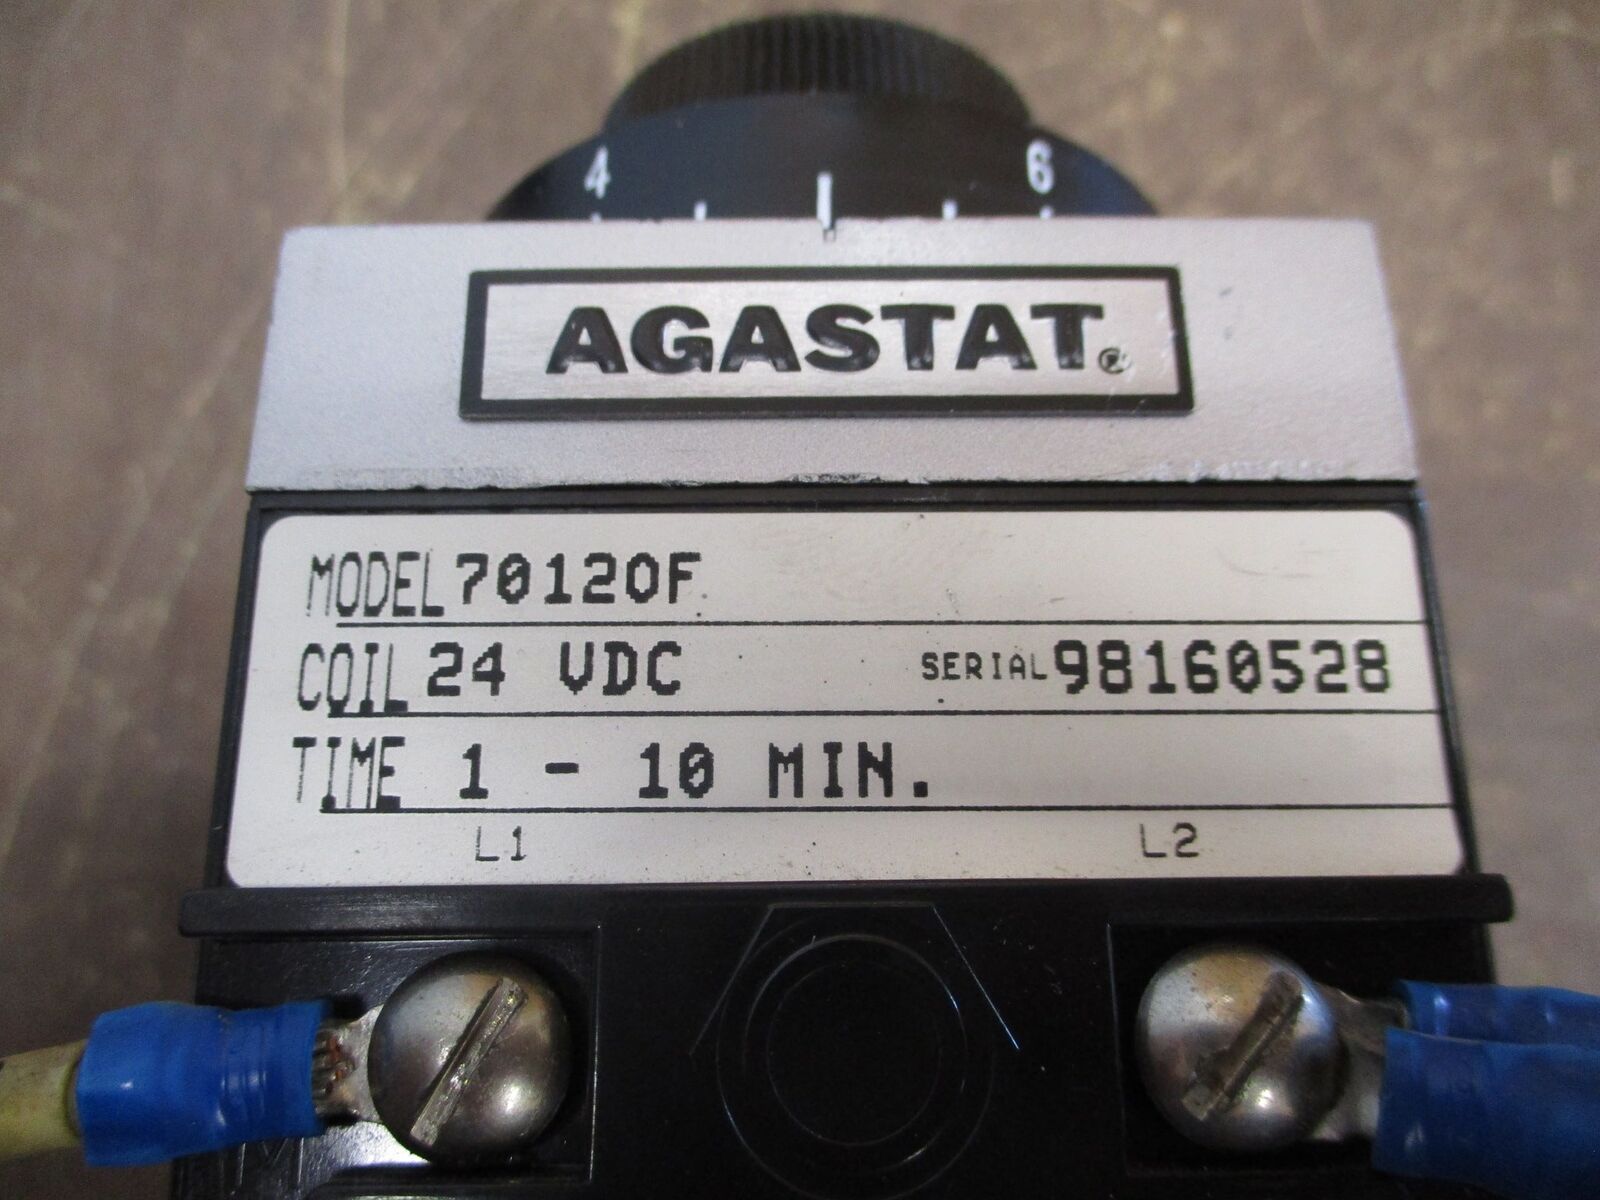 4 6
AGASTAT®
MODEL 7012OF
COIL 24 VDC SERIAL 98160528
TIME 1 - 10 MIN.
L1 L2